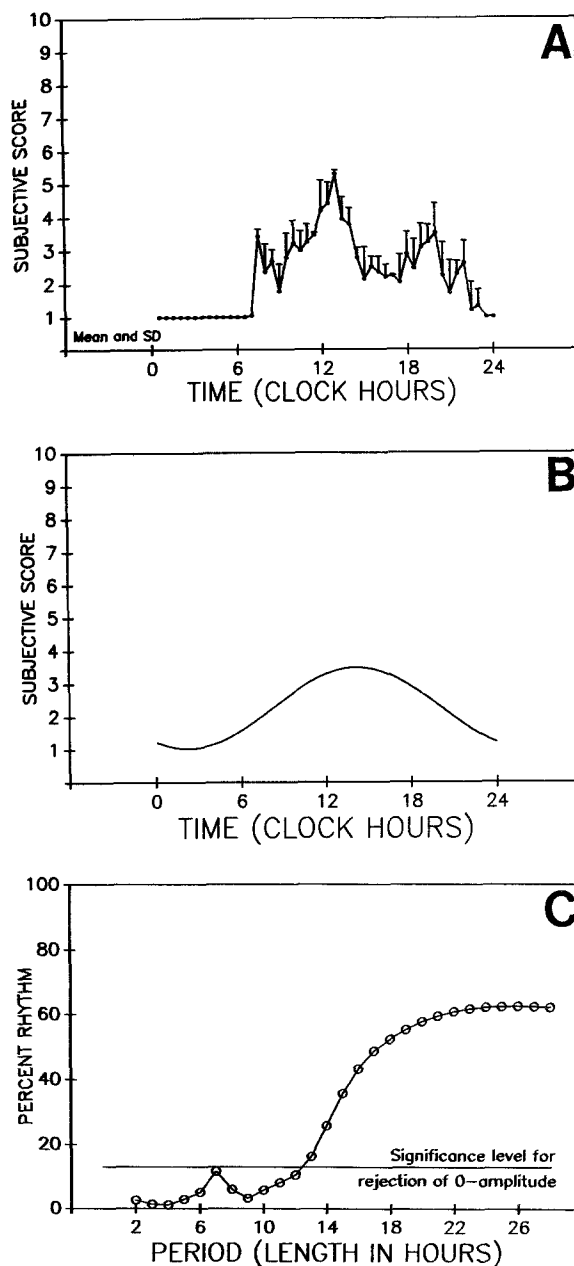 A
SUBJECTIVE SCORE
10
9
8
7
6
5
4
3
2
1
Mean and SD
0 6 12 18 24
TIME (CLOCK HOURS)
B
SUBJECTIVE SCORE
10
9
8
7
6
5
4
3
2
1
0 6 12 18 24
TIME (CLOCK HOURS)
C
PERCENT RHYTHM
100
80
60
40
20
0
Significance level for
rejection of 0-amplitude
2 6 10 14 18 22 26
PERIOD (LENGTH IN HOURS)